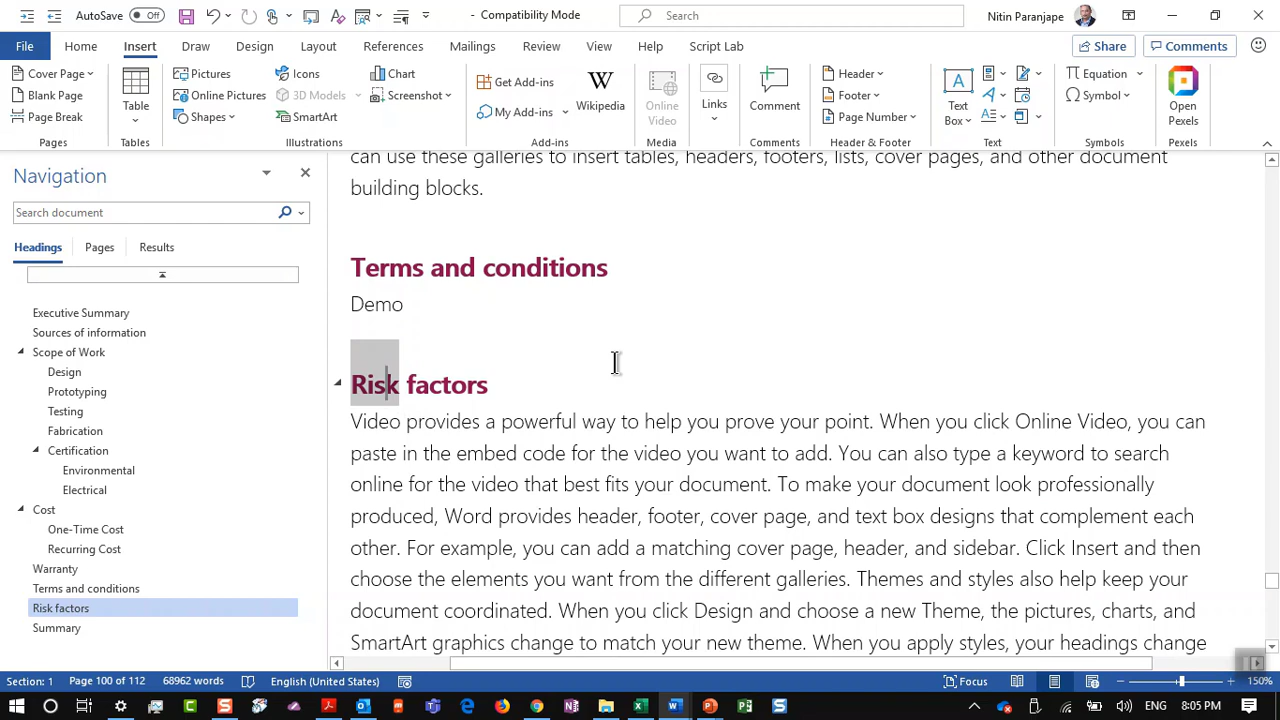 AutoSave Off - Compatibility Mode Search Nitin Paranjape
File Home Insert Draw Design Layout References Mailings Review View Help Script Lab Share Comments
Cover Page Blank Page Page Break Pages
Table Tables
Pictures Online Pictures Shapes Icons 3D Models SmartArt Chart Screenshot Illustrations
Get Add-ins My Add-ins Wikipedia Add-ins
Online Video Media
Links
Comment Comments
Header Footer Page Number Header & Footer
Text Box Text
Equation Symbol Symbols
Open Pexels Pexels
Navigation
Search document
Headings Pages Results
Executive Summary
Sources of information
Scope of Work
Design
Prototyping
Testing
Fabrication
Certification
Environmental
Electrical
Cost
One-Time Cost
Recurring Cost
Warranty
Terms and conditions
Risk factors
Summary
can use these galleries to insert tables, headers, footers, lists, cover pages, and other document
building blocks.
Terms and conditions
Demo
Risk factors
Video provides a powerful way to help you prove your point. When you click Online Video, you can
paste in the embed code for the video you want to add. You can also type a keyword to search
online for the video that best fits your document. To make your document look professionally
produced, Word provides header, footer, cover page, and text box designs that complement each
other. For example, you can add a matching cover page, header, and sidebar. Click Insert and then
choose the elements you want from the different galleries. Themes and styles also help keep your
document coordinated. When you click Design and choose a new Theme, the pictures, charts, and
SmartArt graphics change to match your new theme. When you apply styles, your headings change
Section: 1 Page 100 of 112 68962 words English (United States) Focus 150%
ENG 8:05 PM